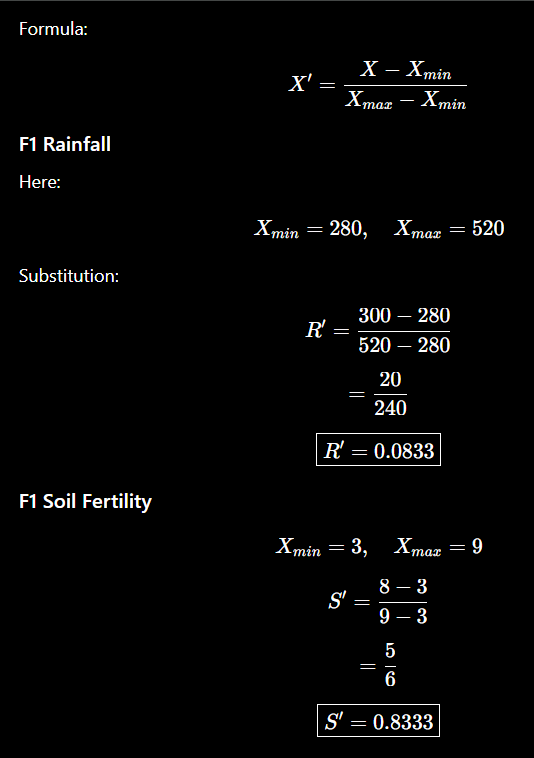 Formula:
X′ = (X − X_min) / (X_max − X_min)
F1 Rainfall
Here:
X_min = 280, X_max = 520
Substitution:
R′ = (300 − 280) / (520 − 280)
= 20 / 240
R′ = 0.0833
F1 Soil Fertility
X_min = 3, X_max = 9
S′ = (8 − 3) / (9 − 3)
= 5 / 6
S′ = 0.8333